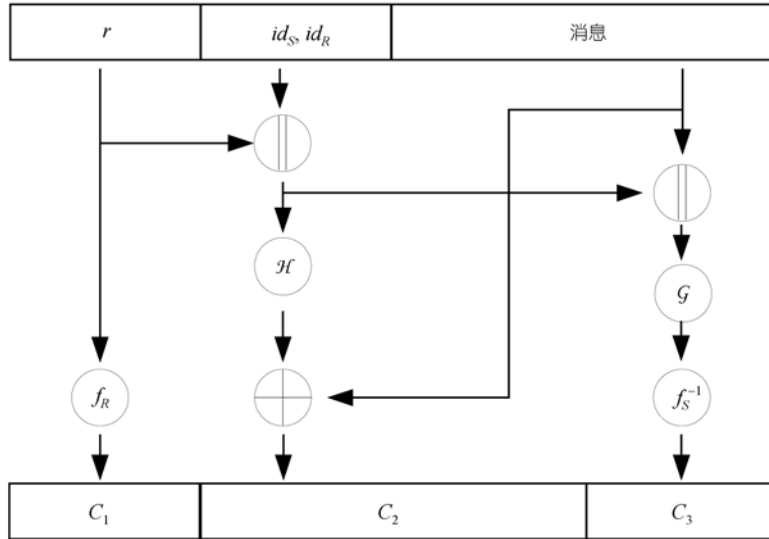 r
id_S, id_R
消息
ℋ
𝒢
f_R
f_S^{-1}
C_1
C_2
C_3